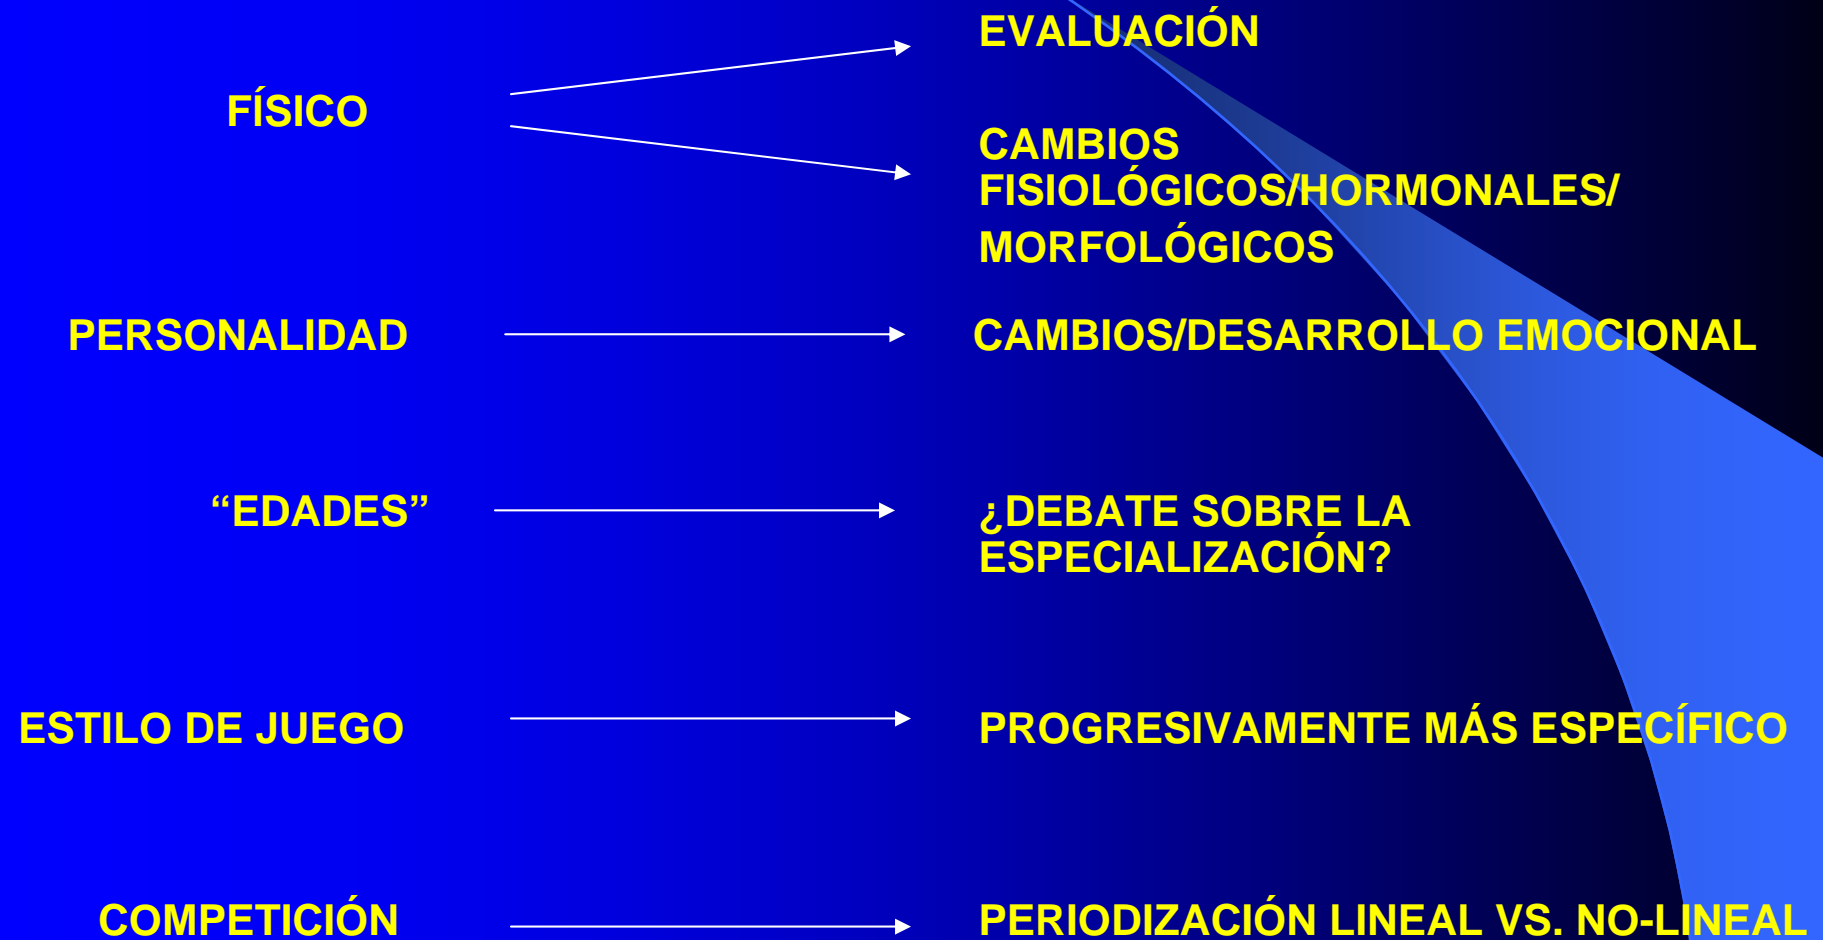 EVALUACIÓN
FÍSICO
CAMBIOS
FISIOLÓGICOS/HORMONALES/
MORFOLÓGICOS
PERSONALIDAD
CAMBIOS/DESARROLLO EMOCIONAL
“EDADES”
¿DEBATE SOBRE LA
ESPECIALIZACIÓN?
ESTILO DE JUEGO
PROGRESIVAMENTE MÁS ESPECÍFICO
COMPETICIÓN
PERIODIZACIÓN LINEAL VS. NO-LINEAL